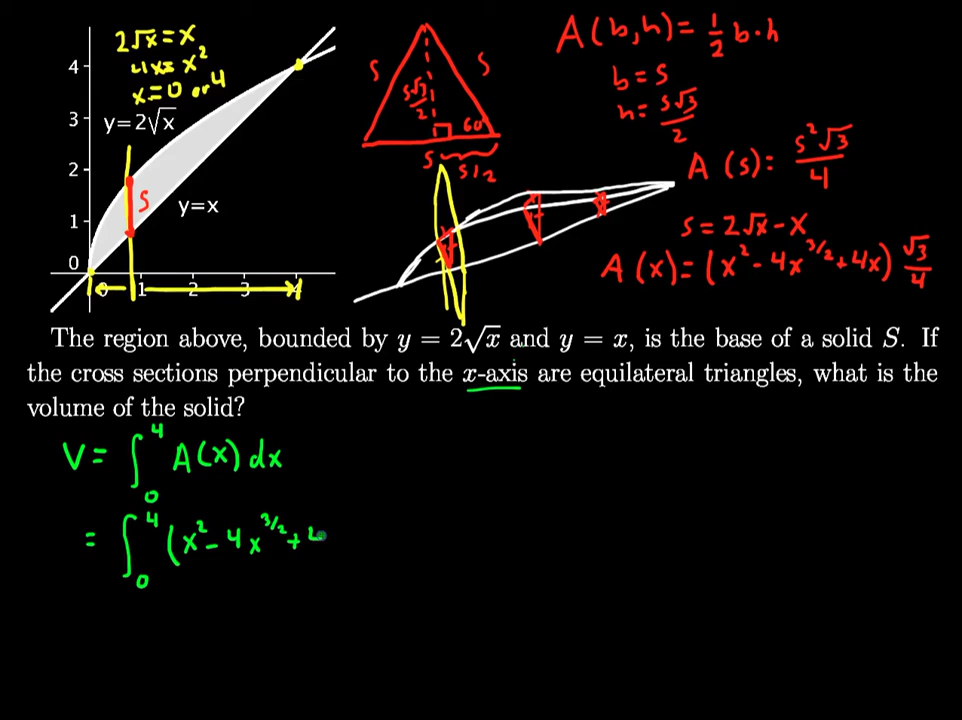 2√x = x
4x = x²
x = 0 or 4
4
3
2
1
0
y=2√x
y=x
S
0 1 2 3 4
S
S
s√3/2
60°
S
s/2
A(b,h) = 1/2 b·h
b = s
h = s√3/2
A(s) : s²√3/4
s = 2√x - x
A(x) = (x² - 4x^(3/2) + 4x) √3/4
The region above, bounded by y = 2√x and y = x, is the base of a solid S. If
the cross sections perpendicular to the x-axis are equilateral triangles, what is the
volume of the solid?
V = ∫₀⁴ A(x) dx
= ∫₀⁴ (x² - 4x^(3/2) + 4